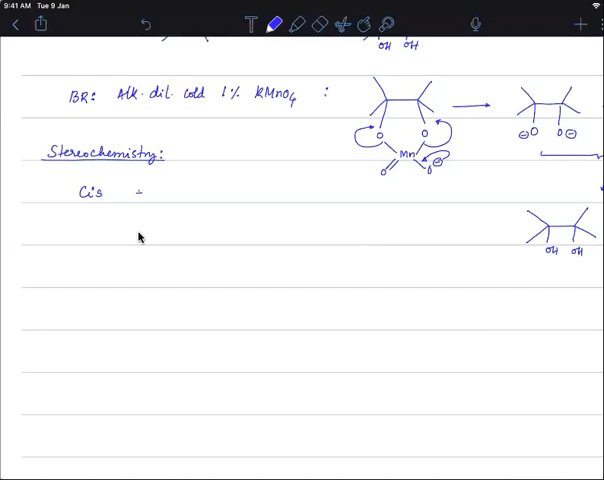 9:41 AM Tue 9 Jan
OH OH
BR: Alk. dil. cold 1% KMnO4 :
O O
Mn
O O ⊖
⊖O O⊖
Stereochemistry:
Cis +
OH OH